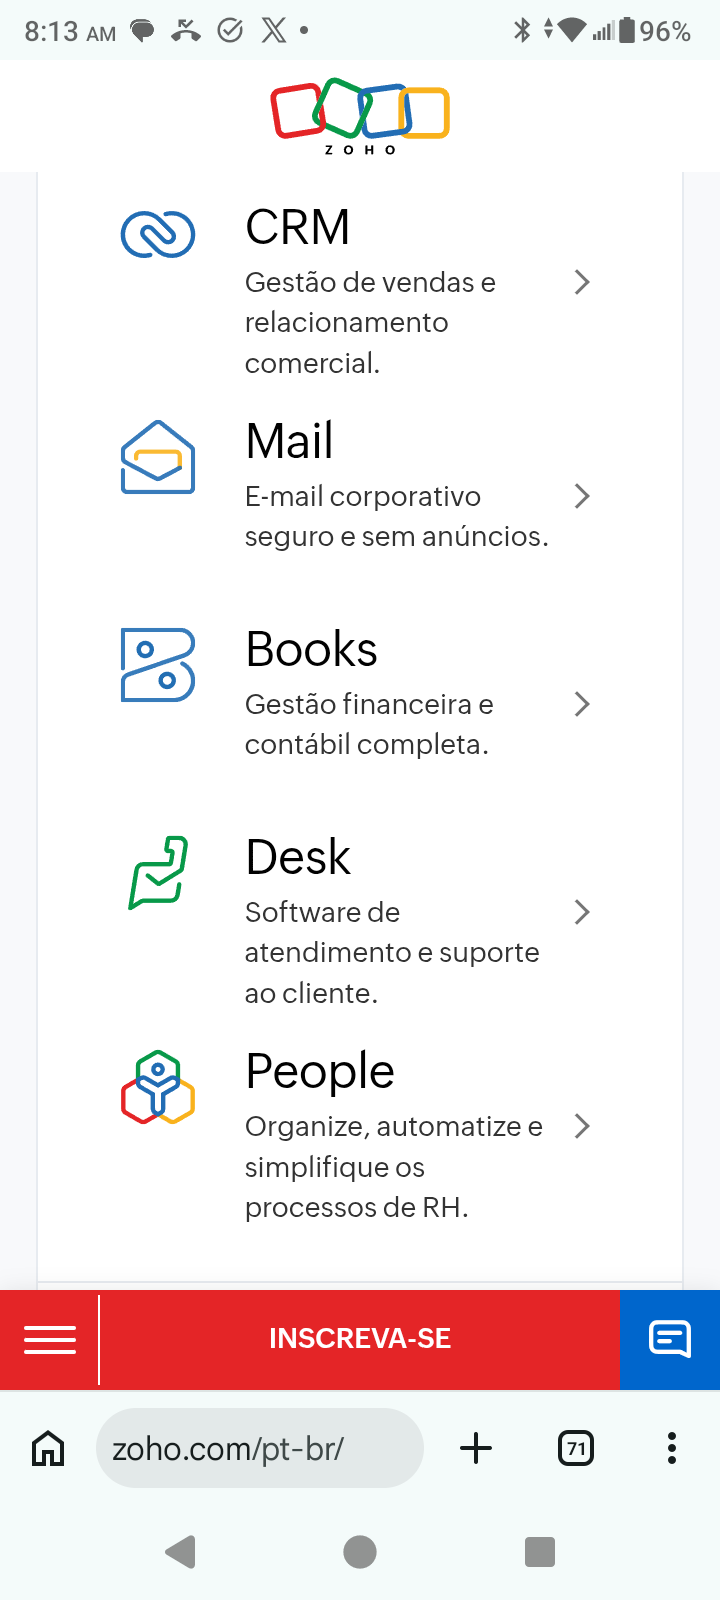 8:13 AM
96%
ZOHO
CRM
Gestão de vendas e
relacionamento
comercial.
Mail
E-mail corporativo
seguro e sem anúncios.
Books
Gestão financeira e
contábil completa.
Desk
Software de
atendimento e suporte
ao cliente.
People
Organize, automatize e
simplifique os
processos de RH.
INSCREVA-SE
zoho.com/pt-br/
71